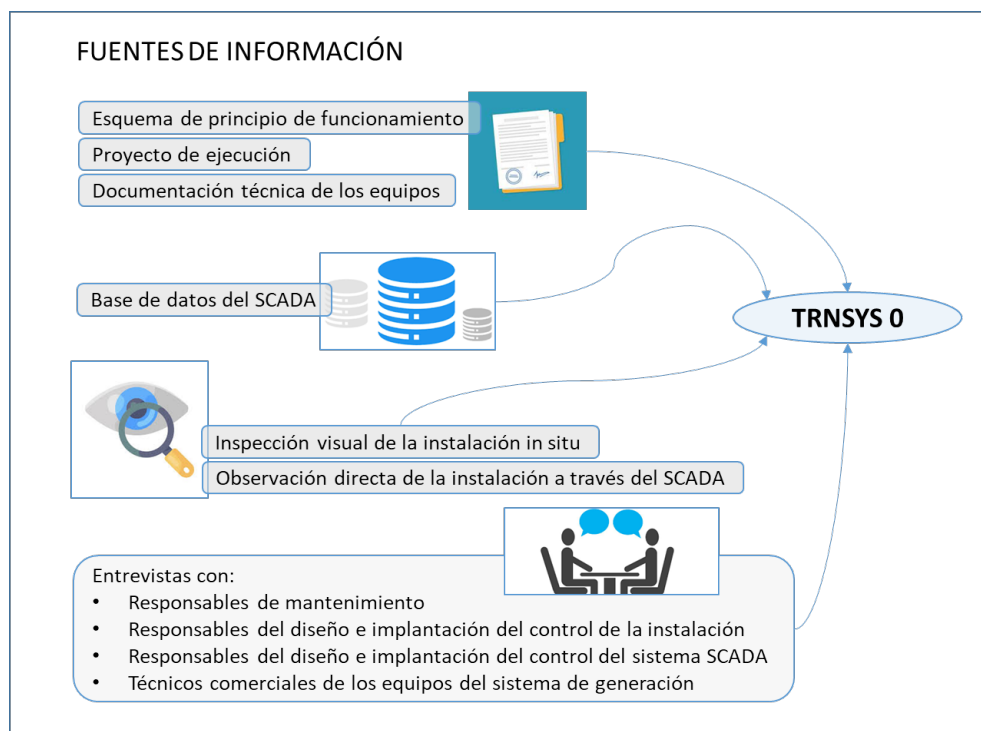 FUENTES DE INFORMACIÓN
Esquema de principio de funcionamiento
Proyecto de ejecución
Documentación técnica de los equipos
Base de datos del SCADA
TRNSYS 0
Inspección visual de la instalación in situ
Observación directa de la instalación a través del SCADA
Entrevistas con:
• Responsables de mantenimiento
• Responsables del diseño e implantación del control de la instalación
• Responsables del diseño e implantación del control del sistema SCADA
• Técnicos comerciales de los equipos del sistema de generación